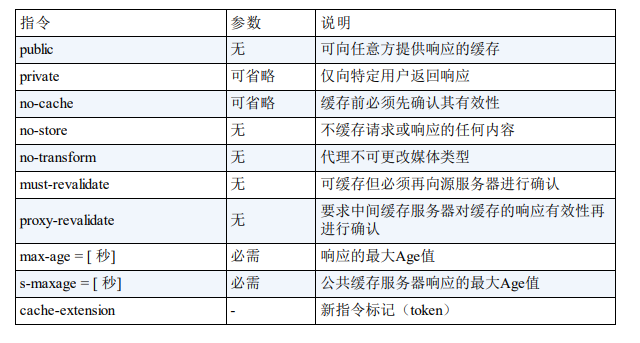 指令 参数 说明
public 无 可向任意方提供响应的缓存
private 可省略 仅向特定用户返回响应
no-cache 可省略 缓存前必须先确认其有效性
no-store 无 不缓存请求或响应的任何内容
no-transform 无 代理不可更改媒体类型
must-revalidate 无 可缓存但必须再向源服务器进行确认
proxy-revalidate 无 要求中间缓存服务器对缓存的响应有效性再
进行确认
max-age = [ 秒] 必需 响应的最大Age值
s-maxage = [ 秒] 必需 公共缓存服务器响应的最大Age值
cache-extension - 新指令标记（token）